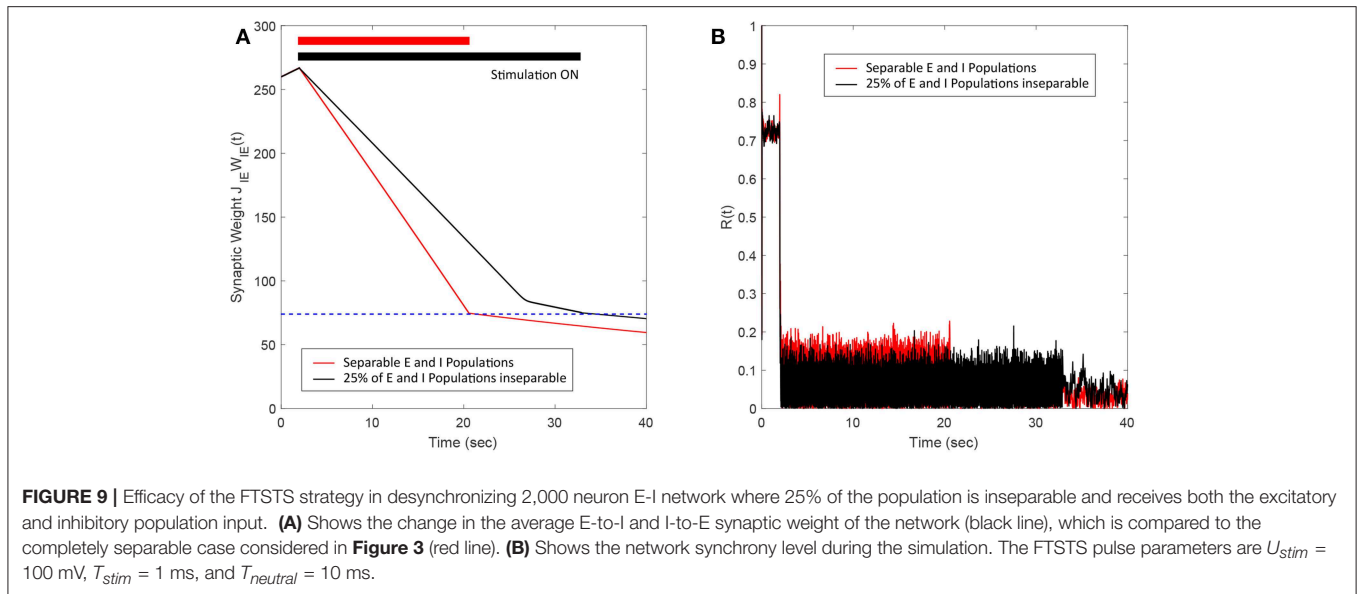 A
300
250
200
150
100
50
0
Synaptic Weight J_IE W_IE(t)
Stimulation ON
Separable E and I Populations
25% of E and I Populations inseparable
0
10
20
30
40
Time (sec)
B
1
0.9
0.8
0.7
0.6
0.5
0.4
0.3
0.2
0.1
0
R(t)
Separable E and I Populations
25% of E and I Populations inseparable
0
10
20
30
40
Time (sec)
FIGURE 9 | Efficacy of the FTSTS strategy in desynchronizing 2,000 neuron E-I network where 25% of the population is inseparable and receives both the excitatory
and inhibitory population input. (A) Shows the change in the average E-to-I and I-to-E synaptic weight of the network (black line), which is compared to the
completely separable case considered in Figure 3 (red line). (B) Shows the network synchrony level during the simulation. The FTSTS pulse parameters are U_stim =
100 mV, T_stim = 1 ms, and T_neutral = 10 ms.